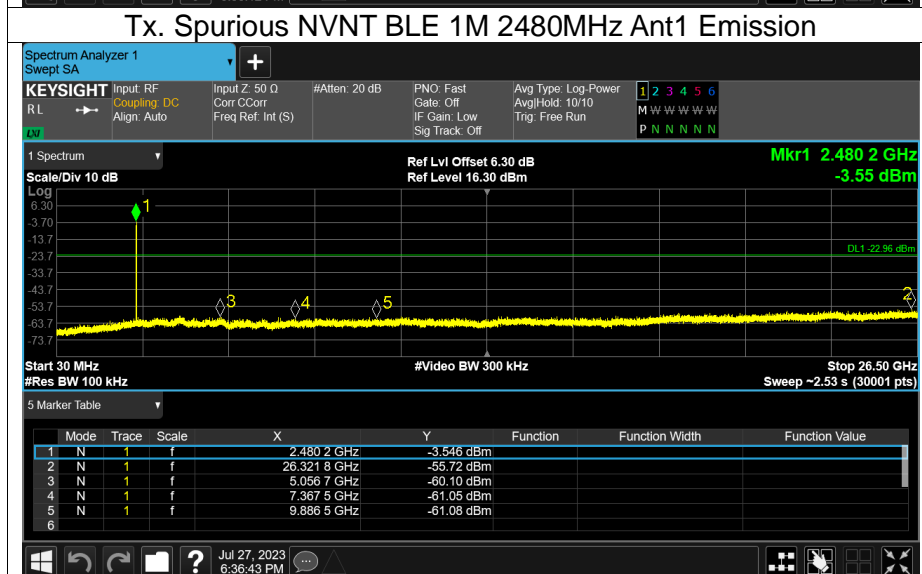 Tx. Spurious NVNT BLE 1M 2480MHz Ant1 Emission
Spectrum Analyzer 1
Swept SA
+
KEYSIGHT
R L
LXI
Input: RF
Coupling: DC
Align: Auto
Input Z: 50 Ω
Corr CCorr
Freq Ref: Int (S)
#Atten: 20 dB
PNO: Fast
Gate: Off
IF Gain: Low
Sig Track: Off
Avg Type: Log-Power
Avg|Hold: 10/10
Trig: Free Run
1 2 3 4 5 6
M W W W W W
P N N N N N
1 Spectrum
Scale/Div 10 dB
Ref Lvl Offset 6.30 dB
Ref Level 16.30 dBm
Mkr1 2.480 2 GHz
-3.55 dBm
Log
6.30
-3.70
-13.7
-23.7
-33.7
-43.7
-53.7
-63.7
-73.7
1
3
4
5
2
DL1 -22.96 dBm
Start 30 MHz
#Res BW 100 kHz
#Video BW 300 kHz
Stop 26.50 GHz
Sweep ~2.53 s (30001 pts)
5 Marker Table
Mode Trace Scale X Y Function Function Width Function Value
1 N 1 f 2.480 2 GHz -3.546 dBm
2 N 1 f 26.321 8 GHz -55.72 dBm
3 N 1 f 5.056 7 GHz -60.10 dBm
4 N 1 f 7.367 5 GHz -61.05 dBm
5 N 1 f 9.886 5 GHz -61.08 dBm
6
?
Jul 27, 2023
6:36:43 PM